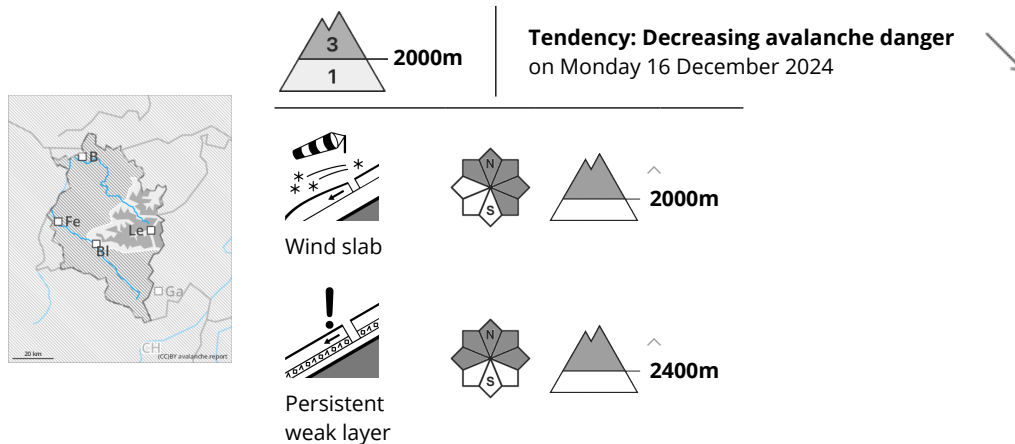 3
1
2000m
Tendency: Decreasing avalanche danger
on Monday 16 December 2024
B
Fe
Le
Bl
Ga
CH
20 km
(CC)BY avalanche.report
N
S
2000m
Wind slab
N
S
2400m
Persistent
weak layer